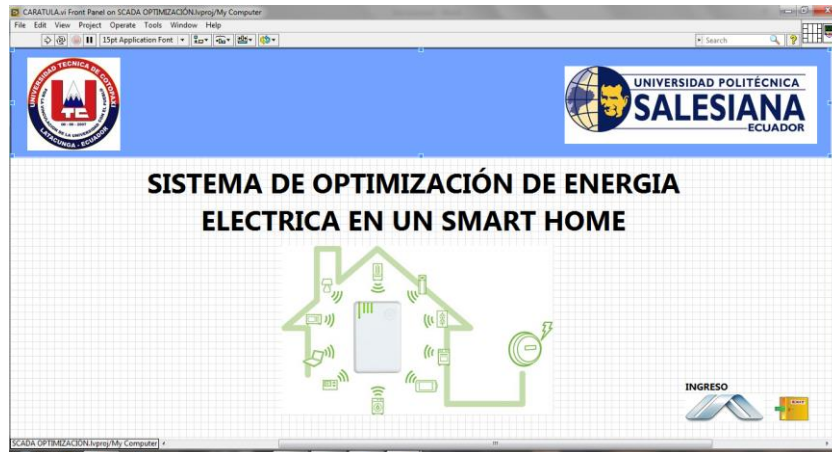 CARATULA.vi Front Panel on SCADA OPTIMIZACIÓN.lvproj/My Computer
File Edit View Project Operate Tools Window Help
15pt Application Font
Search
UNIVERSIDAD TECNICA DE COTOPAXI
UTC
LATACUNGA - ECUADOR
UNIVERSIDAD POLITÉCNICA
SALESIANA
ECUADOR
SISTEMA DE OPTIMIZACIÓN DE ENERGIA
ELECTRICA EN UN SMART HOME
INGRESO
SCADA OPTIMIZACIÓN.lvproj/My Computer